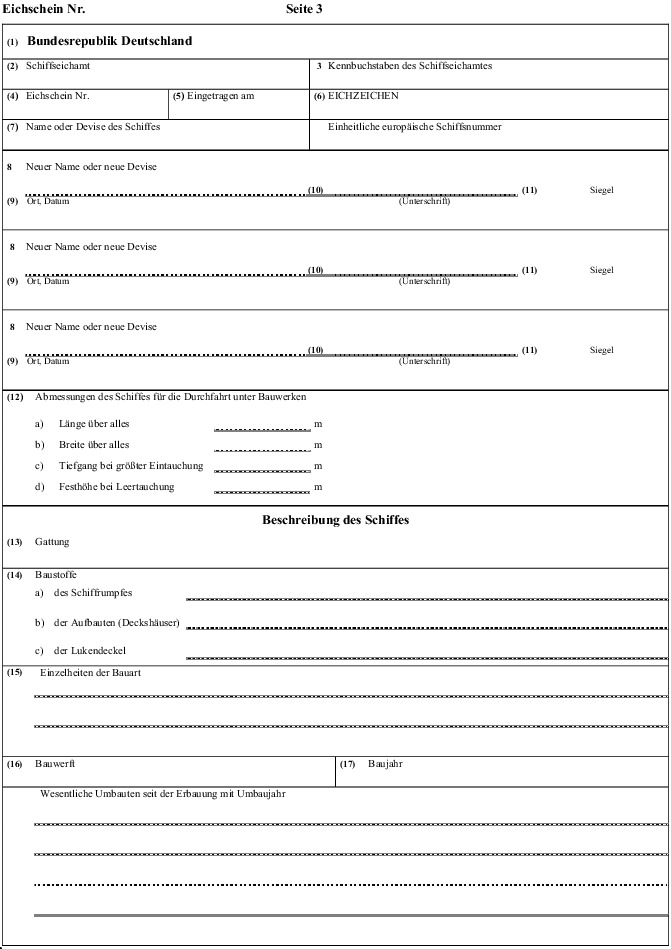 Eichschein Nr. Seite 3
(1) Bundesrepublik Deutschland
(2) Schiffseichamt 3 Kennbuchstaben des Schiffseichamtes
(4) Eichschein Nr. (5) Eingetragen am (6) EICHZEICHEN
(7) Name oder Devise des Schiffes Einheitliche europäische Schiffsnummer
8 Neuer Name oder neue Devise
(10) (11) Siegel
(9) Ort, Datum (Unterschrift)
8 Neuer Name oder neue Devise
(10) (11) Siegel
(9) Ort, Datum (Unterschrift)
8 Neuer Name oder neue Devise
(10) (11) Siegel
(9) Ort, Datum (Unterschrift)
(12) Abmessungen des Schiffes für die Durchfahrt unter Bauwerken
a) Länge über alles m
b) Breite über alles m
c) Tiefgang bei größter Eintauchung m
d) Festhöhe bei Leertauchung m
Beschreibung des Schiffes
(13) Gattung
(14) Baustoffe
a) des Schiffrumpfes
b) der Aufbauten (Deckshäuser)
c) der Lukendeckel
(15) Einzelheiten der Bauart
(16) Bauwerft (17) Baujahr
Wesentliche Umbauten seit der Erbauung mit Umbaujahr